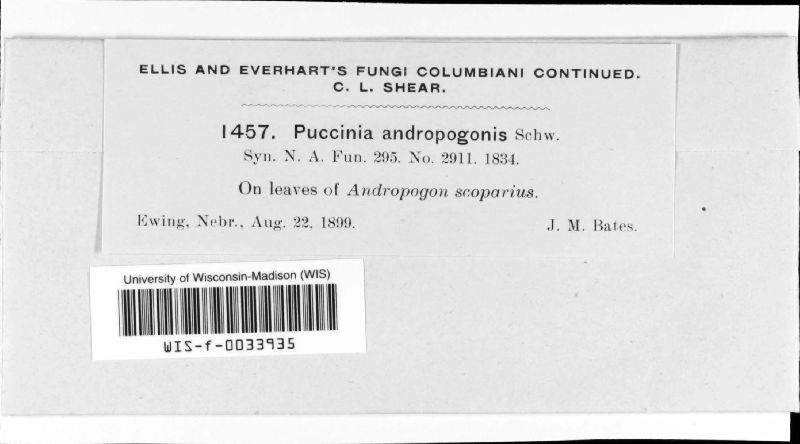 ELLIS AND EVERHART'S FUNGI COLUMBIANI CONTINUED.
C. L. SHEAR.
1457. Puccinia andropogonis Schw.
Syn. N. A. Fun. 295. No. 2911. 1834.
On leaves of Andropogon scoparius.
Ewing, Nebr., Aug. 22, 1899. J. M. Bates.
University of Wisconsin-Madison (WIS)
WIS-f-0033935